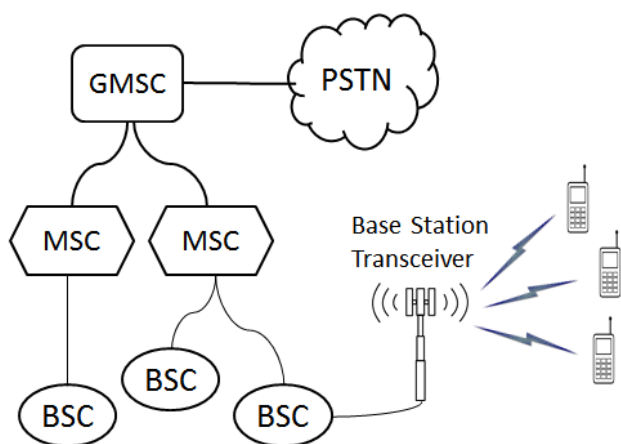 GMSC
PSTN
MSC
MSC
Base Station
Transceiver
BSC
BSC
BSC